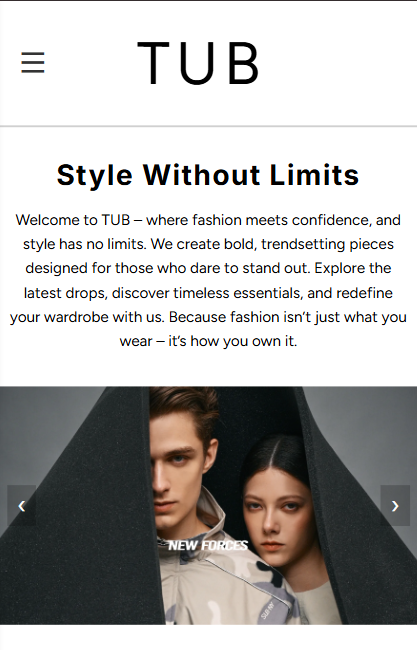 TUB
Style Without Limits
Welcome to TUB – where fashion meets confidence, and
style has no limits. We create bold, trendsetting pieces
designed for those who dare to stand out. Explore the
latest drops, discover timeless essentials, and redefine
your wardrobe with us. Because fashion isn’t just what you
wear – it’s how you own it.
NEW FORCES